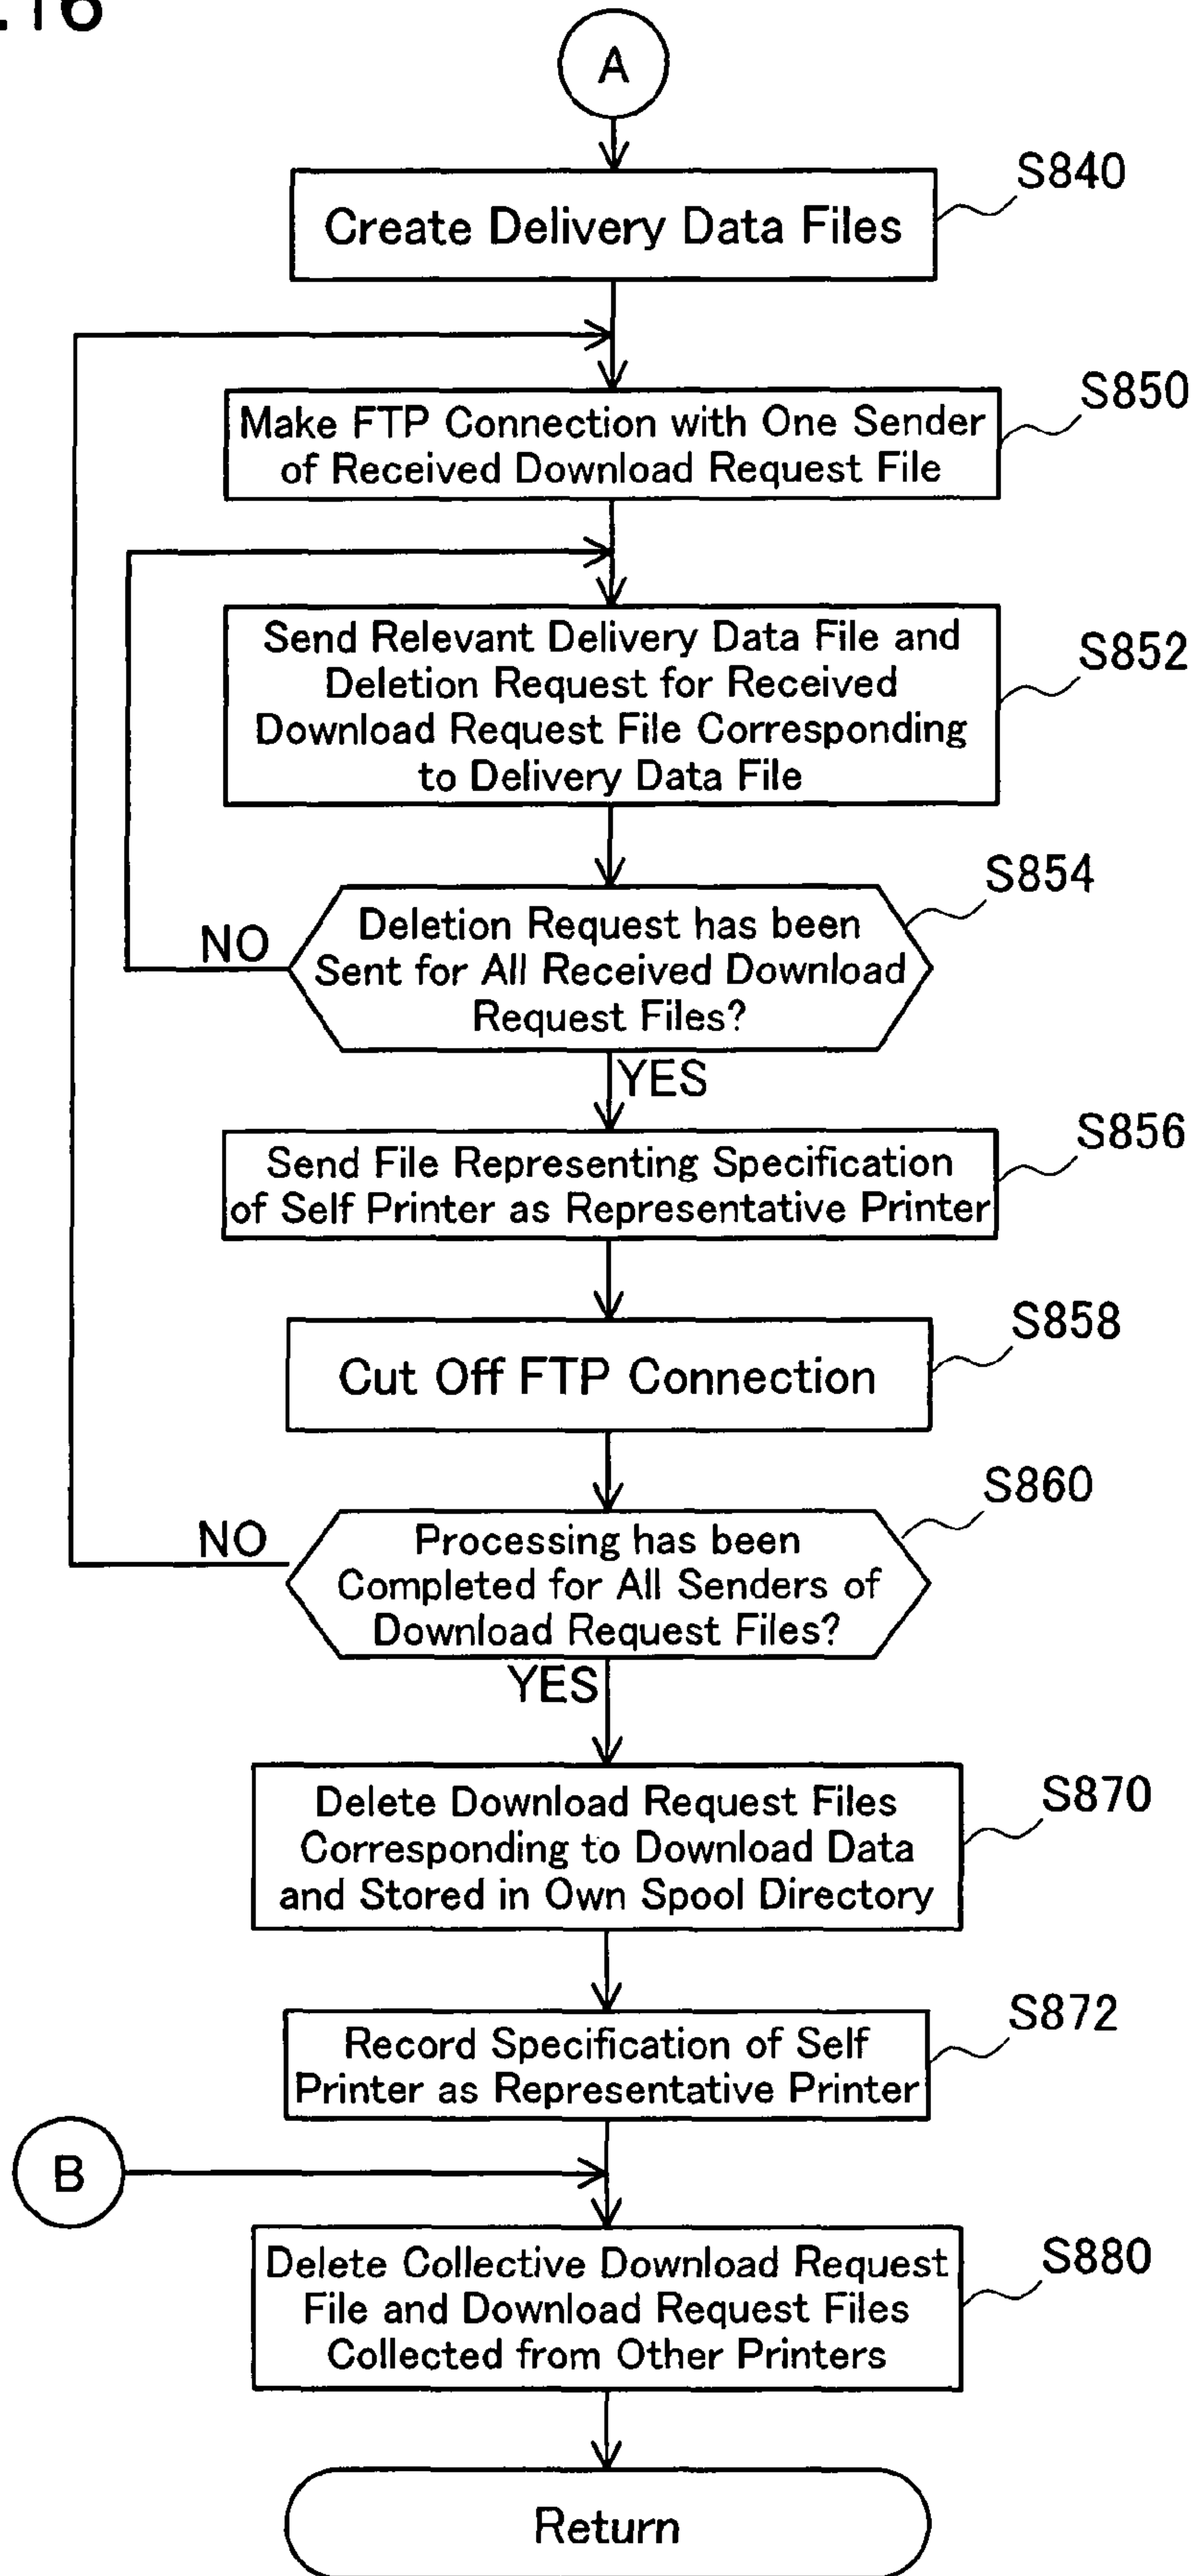 .16
A
S840
Create Delivery Data Files
S850
Make FTP Connection with One Sender
of Received Download Request File
S852
Send Relevant Delivery Data File and
Deletion Request for Received
Download Request File Corresponding
to Delivery Data File
S854
Deletion Request has been
Sent for All Received Download
Request Files?
NO
YES
S856
Send File Representing Specification
of Self Printer as Representative Printer
S858
Cut Off FTP Connection
S860
Processing has been
Completed for All Senders of
Download Request Files?
NO
YES
S870
Delete Download Request Files
Corresponding to Download Data
and Stored in Own Spool Directory
S872
Record Specification of Self
Printer as Representative Printer
B
S880
Delete Collective Download Request
File and Download Request Files
Collected from Other Printers
Return